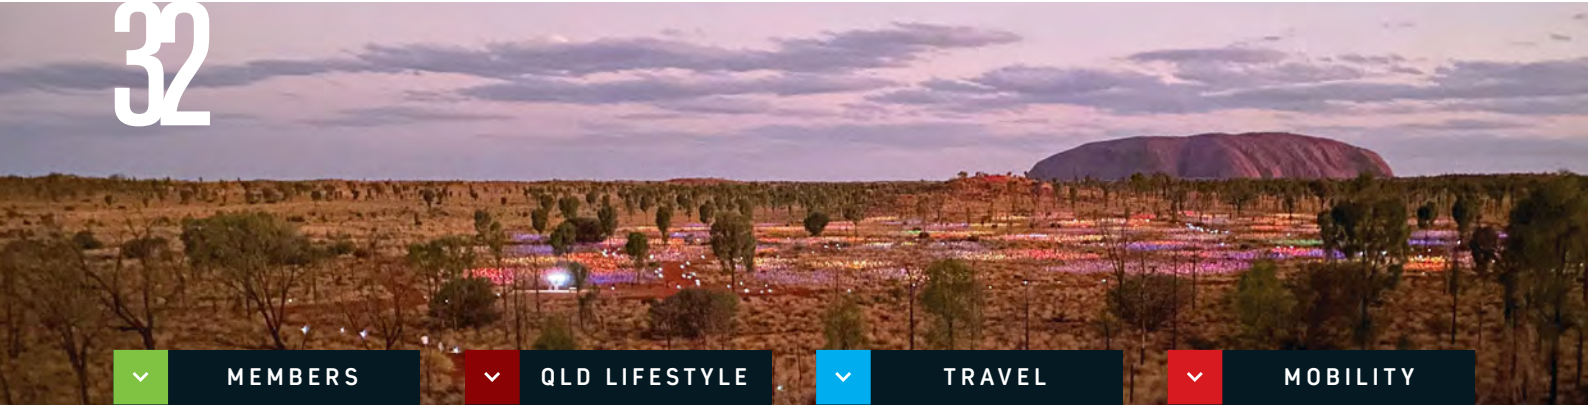 32
MEMBERS
QLD LIFESTYLE
TRAVEL
MOBILITY